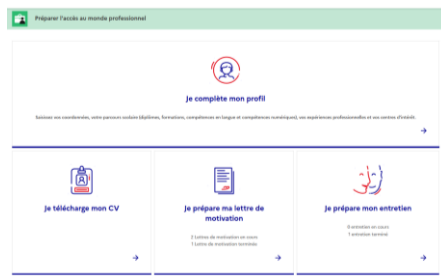 Préparer l'accès au monde professionnel
Je complète mon profil
Saisissez vos coordonnées, votre parcours scolaire (diplômes, formations, compétences en langue et compétences numériques), vos expériences professionnelles et vos centres d'intérêt.
Je télécharge mon CV
Je prépare ma lettre de
motivation
2 Lettres de motivation en cours
1 Lettre de motivation terminée
Je prépare mon entretien
0 entretien en cours
1 entretien terminé